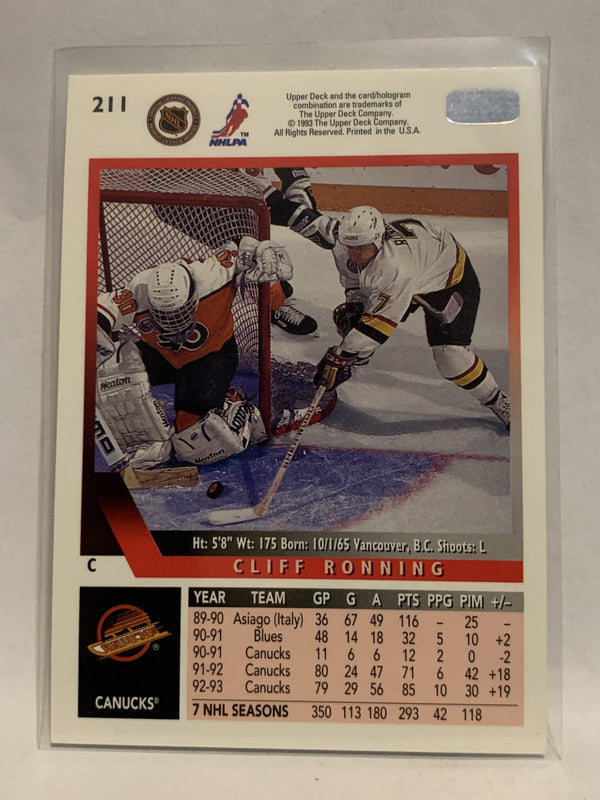 211
NHL
NHLPA
TM
Upper Deck and the card/hologram
combination are trademarks of
The Upper Deck Company.
© 1993 The Upper Deck Company.
All Rights Reserved. Printed in the U.S.A.
7
Heaton
Heaton
Ht: 5'8" Wt: 175 Born: 10/1/65 Vancouver, B.C. Shoots: L
C CLIFF RONNING
YEAR TEAM GP G A PTS PPG PIM +/–
89-90 Asiago (Italy) 36 67 49 116 – 25 –
90-91 Blues 48 14 18 32 5 10 +2
90-91 Canucks 11 6 6 12 2 0 -2
91-92 Canucks 80 24 47 71 6 42 +18
92-93 Canucks 79 29 56 85 10 30 +19
7 NHL SEASONS 350 113 180 293 42 118
CANUCKS®